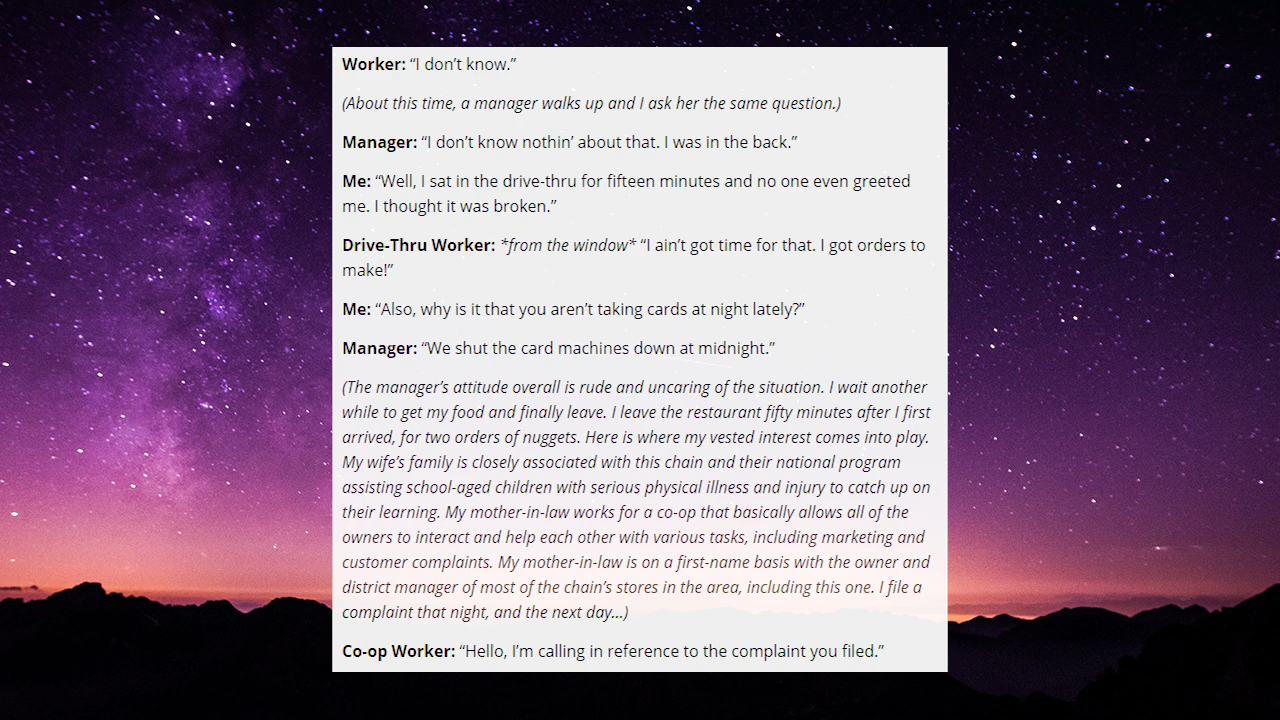 Worker: “I don’t know.”
(About this time, a manager walks up and I ask her the same question.)
Manager: “I don’t know nothin’ about that. I was in the back.”
Me: “Well, I sat in the drive-thru for fifteen minutes and no one even greeted
me. I thought it was broken.”
Drive-Thru Worker: *from the window* “I ain’t got time for that. I got orders to
make!”
Me: “Also, why is it that you aren’t taking cards at night lately?”
Manager: “We shut the card machines down at midnight.”
(The manager’s attitude overall is rude and uncaring of the situation. I wait another
while to get my food and finally leave. I leave the restaurant fifty minutes after I first
arrived, for two orders of nuggets. Here is where my vested interest comes into play.
My wife’s family is closely associated with this chain and their national program
assisting school-aged children with serious physical illness and injury to catch up on
their learning. My mother-in-law works for a co-op that basically allows all of the
owners to interact and help each other with various tasks, including marketing and
customer complaints. My mother-in-law is on a first-name basis with the owner and
district manager of most of the chain’s stores in the area, including this one. I file a
complaint that night, and the next day…)
Co-op Worker: “Hello, I’m calling in reference to the complaint you filed.”